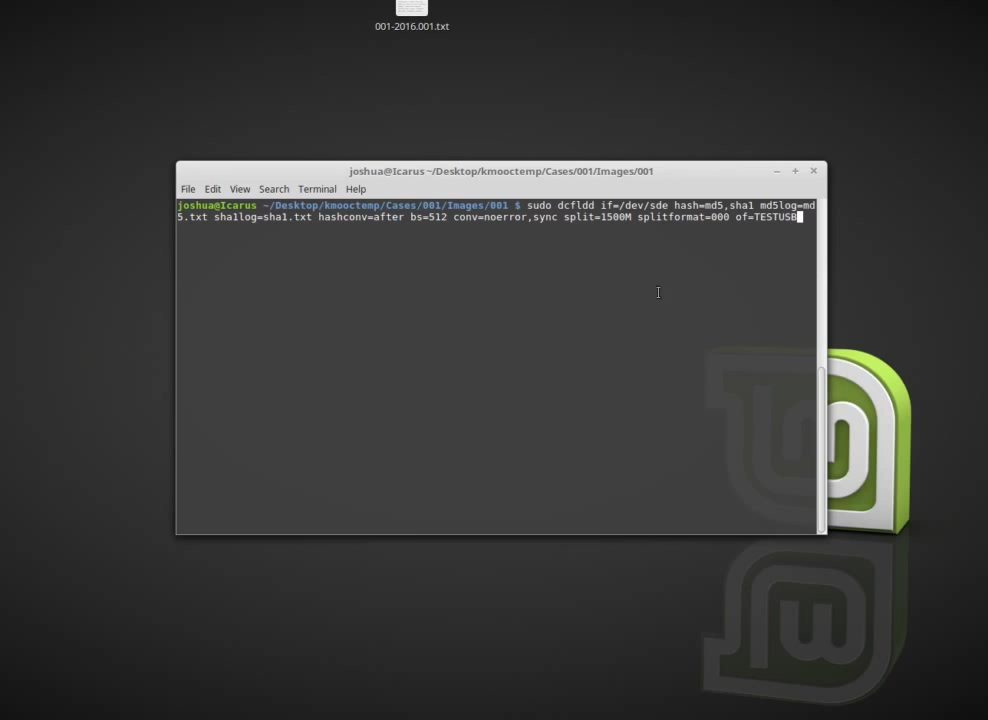 001-2016.001.txt
joshua@Icarus ~/Desktop/kmooctemp/Cases/001/Images/001
File Edit View Search Terminal Help
joshua@Icarus ~/Desktop/kmooctemp/Cases/001/Images/001 $ sudo dcfldd if=/dev/sde hash=md5,sha1 md5log=md
5.txt sha1log=sha1.txt hashconv=after bs=512 conv=noerror,sync split=1500M splitformat=000 of=TESTUSB